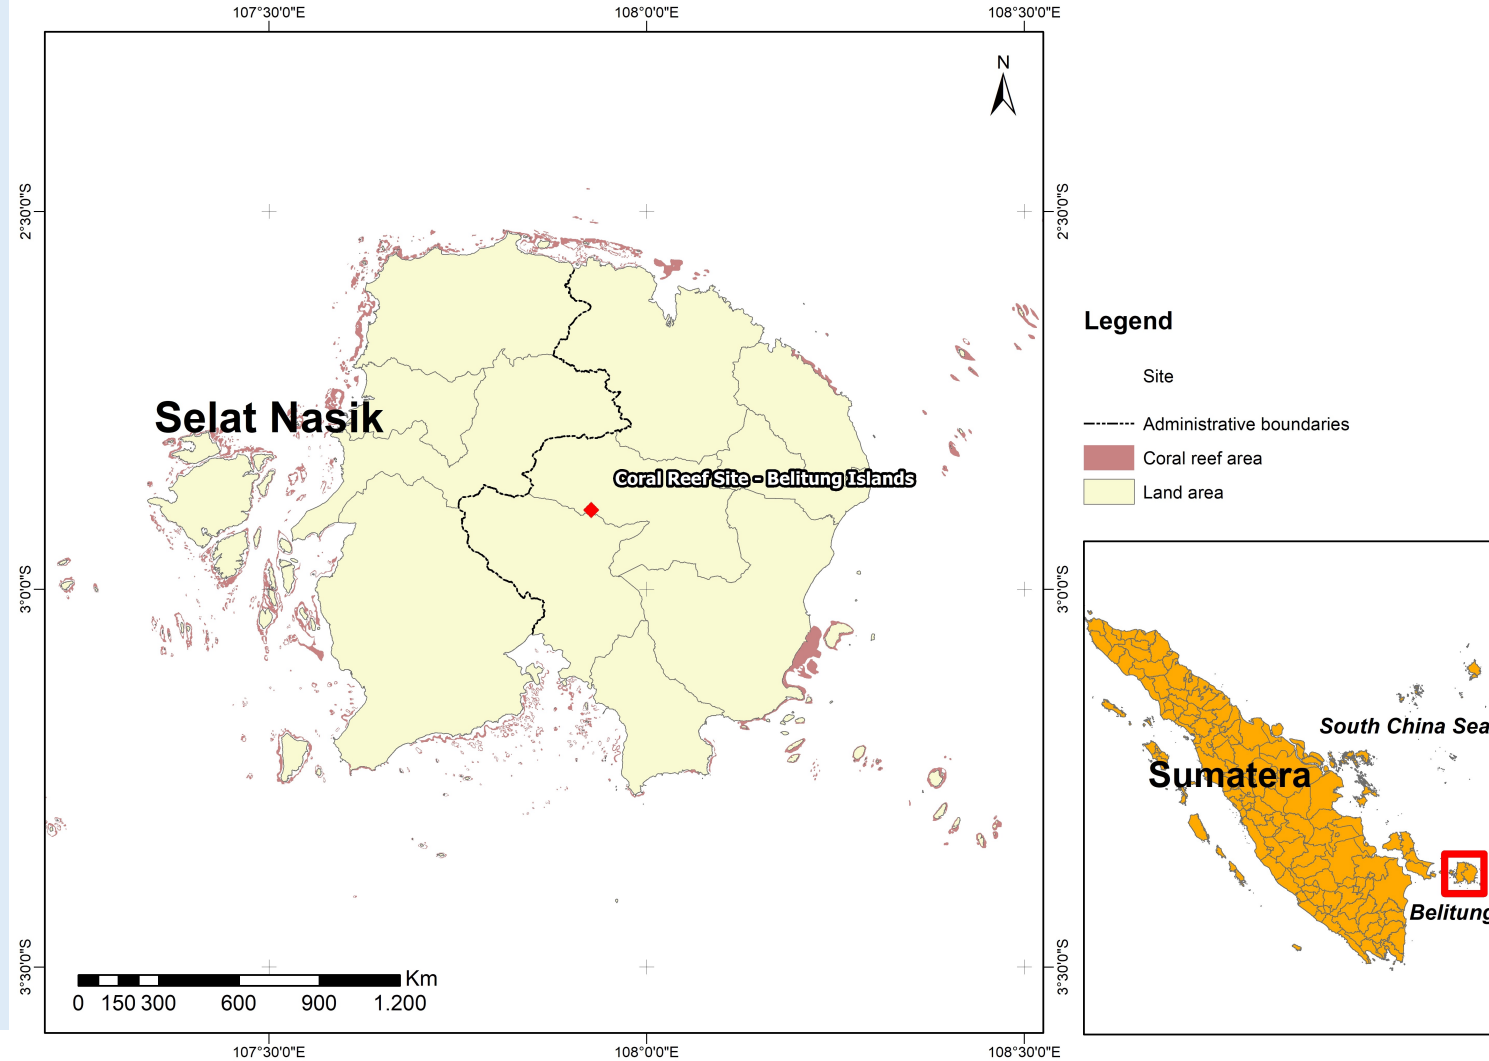 107°30'0"E 108°0'0"E 108°30'0"E
N
2°30'0"S 2°30'0"S
Selat Nasik
Coral Reef Site - Belitung Islands
3°0'0"S 3°0'0"S
3°30'0"S 3°30'0"S
Km
0 150 300 600 900 1.200
107°30'0"E 108°0'0"E 108°30'0"E
Legend
Site
Administrative boundaries
Coral reef area
Land area
South China Sea
Sumatera
Belitung